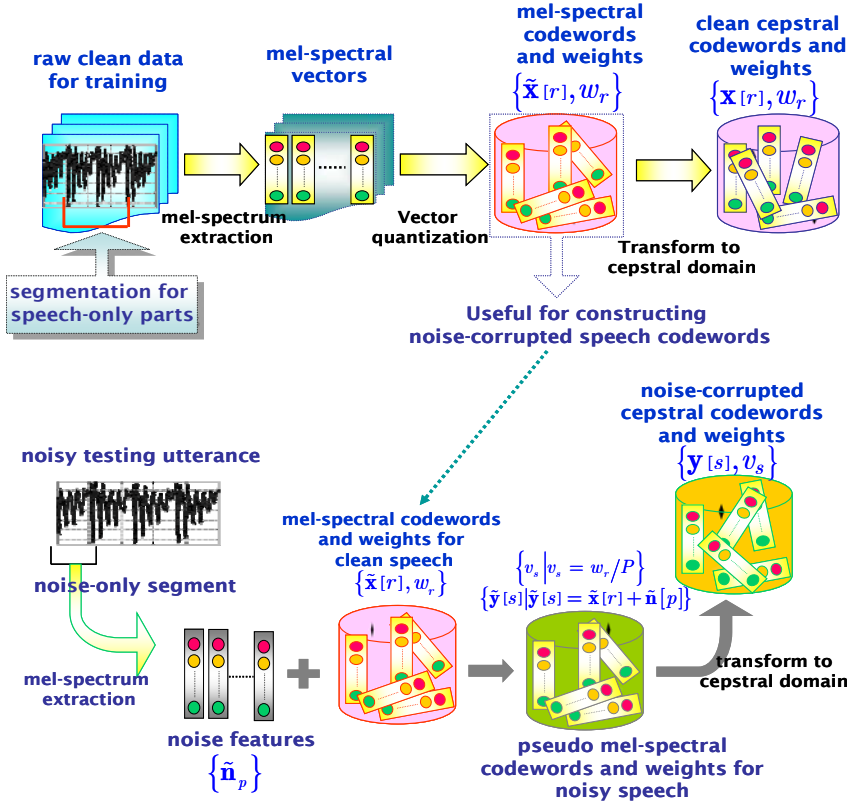 raw clean data
for training
mel-spectral
vectors
mel-spectral
codewords
and weights
{x̃[r], w_r}
clean cepstral
codewords and
weights
{x[r], w_r}
mel-spectrum
extraction
Vector
quantization
Transform to
cepstral domain
segmentation for
speech-only parts
Useful for constructing
noise-corrupted speech codewords
noise-corrupted
cepstral codewords
and weights
{y[s], v_s}
noisy testing utterance
noise-only segment
mel-spectrum
extraction
noise features
{ñ_p}
mel-spectral codewords
and weights for
clean speech
{x̃[r], w_r}
{v_s|v_s = w_r/P}
{ỹ[s]|ỹ[s] = x̃[r] + ñ[p]}
transform to
cepstral domain
pseudo mel-spectral
codewords and weights for
noisy speech